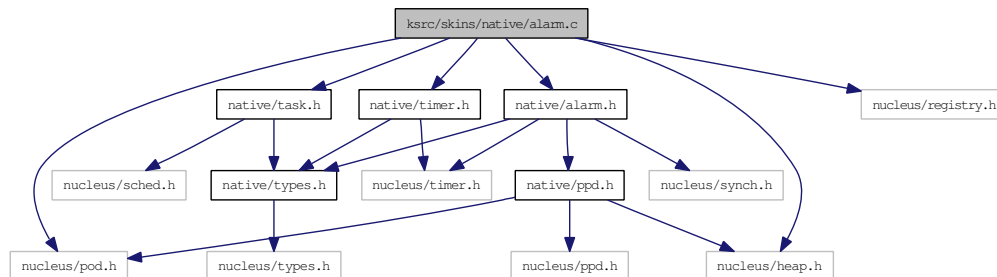 ksrc/skins/native/alarm.c
native/task.h
native/timer.h
native/alarm.h
nucleus/registry.h
nucleus/sched.h
native/types.h
nucleus/timer.h
native/ppd.h
nucleus/synch.h
nucleus/pod.h
nucleus/types.h
nucleus/ppd.h
nucleus/heap.h